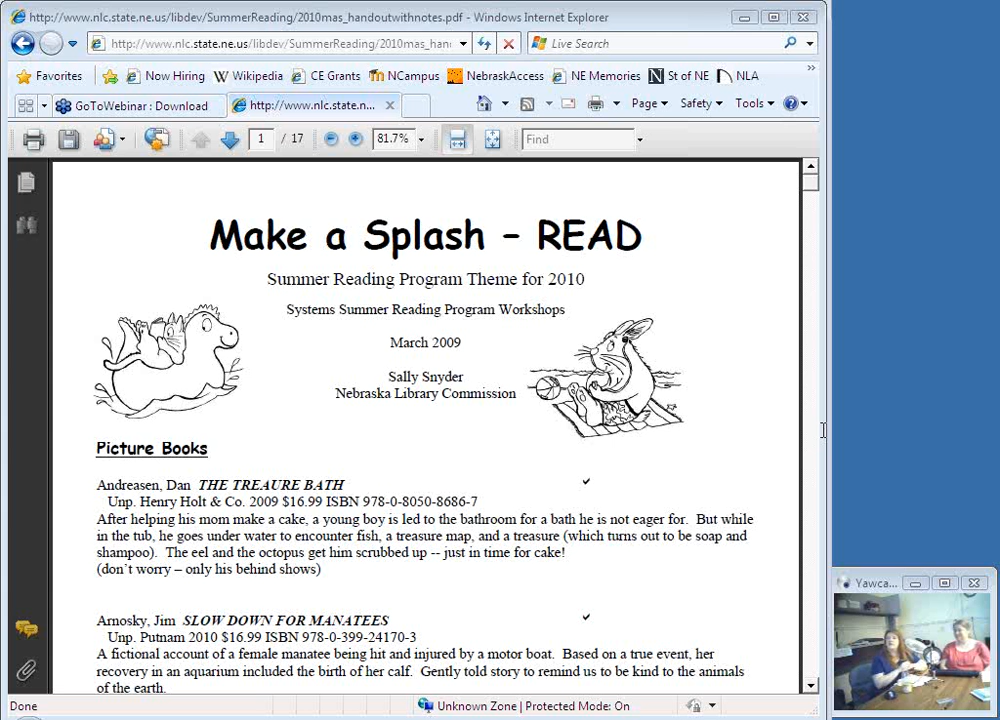 http://www.nlc.state.ne.us/libdev/SummerReading/2010mas_handoutwithnotes.pdf - Windows Internet Explorer
http://www.nlc.state.ne.us/libdev/SummerReading/2010mas_han
Live Search
Favorites Now Hiring Wikipedia CE Grants NCampus NebraskAccess NE Memories St of NE NLA
GoToWebinar : Download http://www.nlc.state.n... Page Safety Tools
1 / 17 81.7% Find
Make a Splash – READ
Summer Reading Program Theme for 2010
Systems Summer Reading Program Workshops
March 2009
Sally Snyder
Nebraska Library Commission
Picture Books
Andreasen, Dan THE TREAURE BATH
Unp. Henry Holt & Co. 2009 $16.99 ISBN 978-0-8050-8686-7
After helping his mom make a cake, a young boy is led to the bathroom for a bath he is not eager for. But while
in the tub, he goes under water to encounter fish, a treasure map, and a treasure (which turns out to be soap and
shampoo). The eel and the octopus get him scrubbed up -- just in time for cake!
(don't worry – only his behind shows)
Arnosky, Jim SLOW DOWN FOR MANATEES
Unp. Putnam 2010 $16.99 ISBN 978-0-399-24170-3
A fictional account of a female manatee being hit and injured by a motor boat. Based on a true event, her
recovery in an aquarium included the birth of her calf. Gently told story to remind us to be kind to the animals
of the earth.
Yawca...
Done Unknown Zone | Protected Mode: On